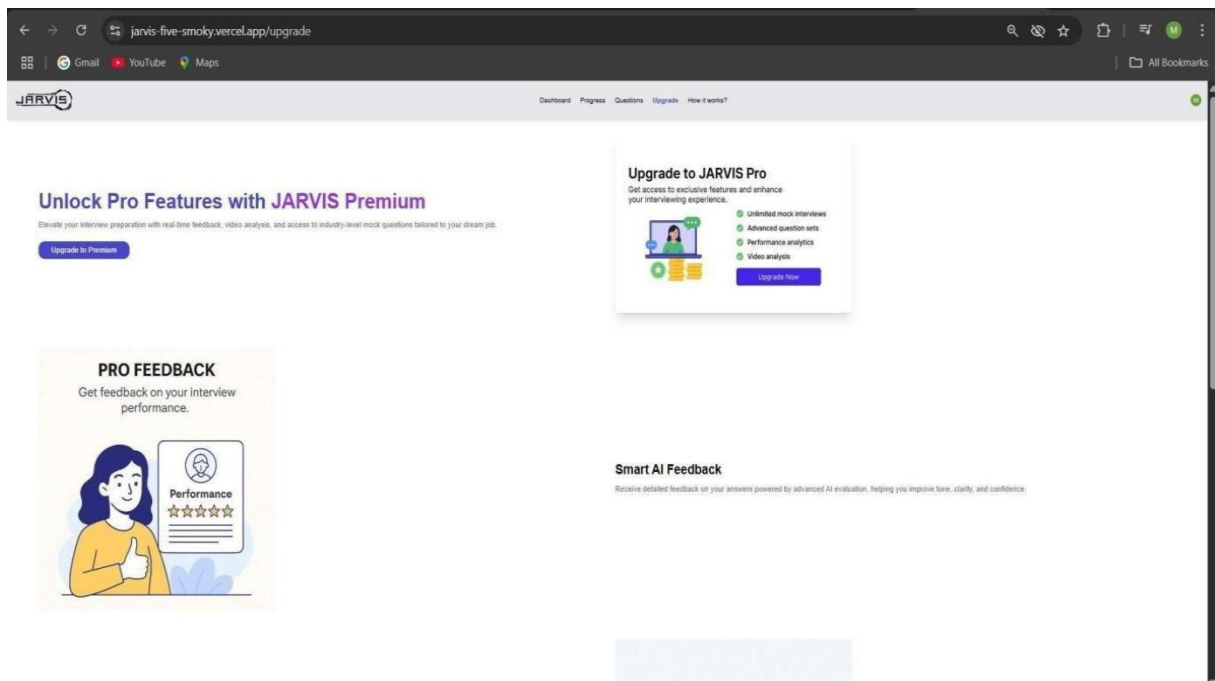 jarvis-five-smoky.vercel.app/upgrade
M
Gmail YouTube Maps
All Bookmarks
JARVIS
Dashboard Progress Questions Upgrade How it works?
M
Unlock Pro Features with JARVIS Premium
Elevate your interview preparation with real-time feedback, video analysis, and access to industry-level mock questions tailored to your dream job.
Upgrade to Premium
Upgrade to JARVIS Pro
Get access to exclusive features and enhance
your interviewing experience.
Unlimited mock interviews
Advanced question sets
Performance analytics
Video analysis
Upgrade Now
PRO FEEDBACK
Get feedback on your interview
performance.
Performance
Smart AI Feedback
Receive detailed feedback on your answers powered by advanced AI evaluation, helping you improve tone, clarity, and confidence.